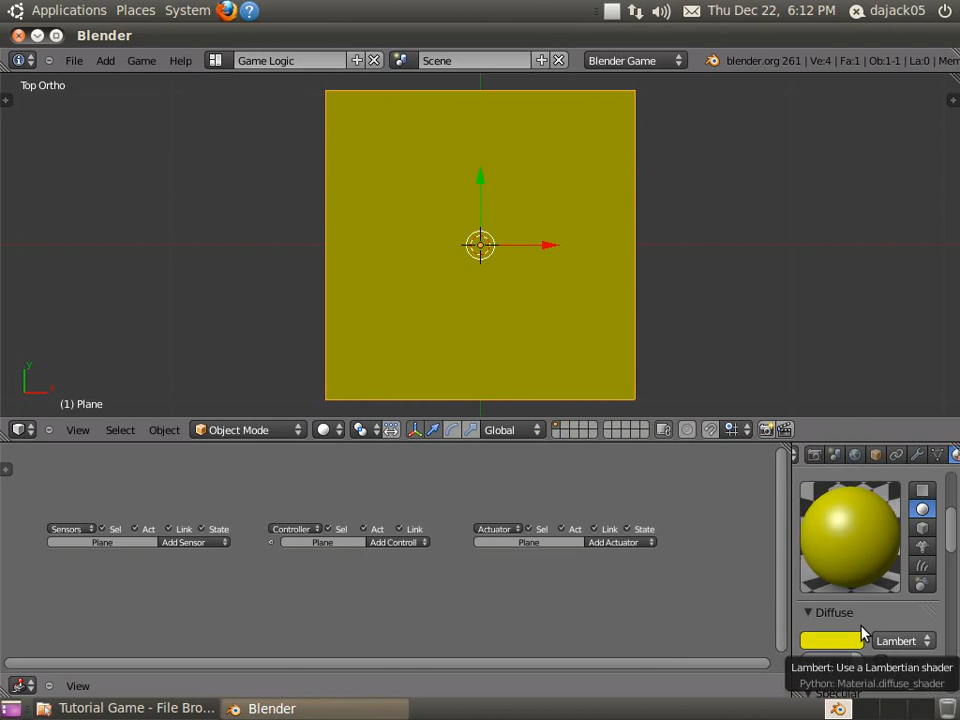 Applications Places System Thu Dec 22, 6:12 PM dajack05
Blender
File Add Game Help Game Logic Scene Blender Game blender.org 261 | Ve:4 | Fa:1 | Ob:1-1 | La:0 | Mem
Top Ortho
y
x
(1) Plane
View Select Object Object Mode Global
Sensors Sel Act Link State Controller Sel Act Link Actuator Sel Act Link State
Plane Add Sensor Plane Add Controll Plane Add Actuator
Diffuse
Lambert
Lambert: Use a Lambertian shader
Python: Material.diffuse_shader
Specular
View
Tutorial Game - File Bro... Blender